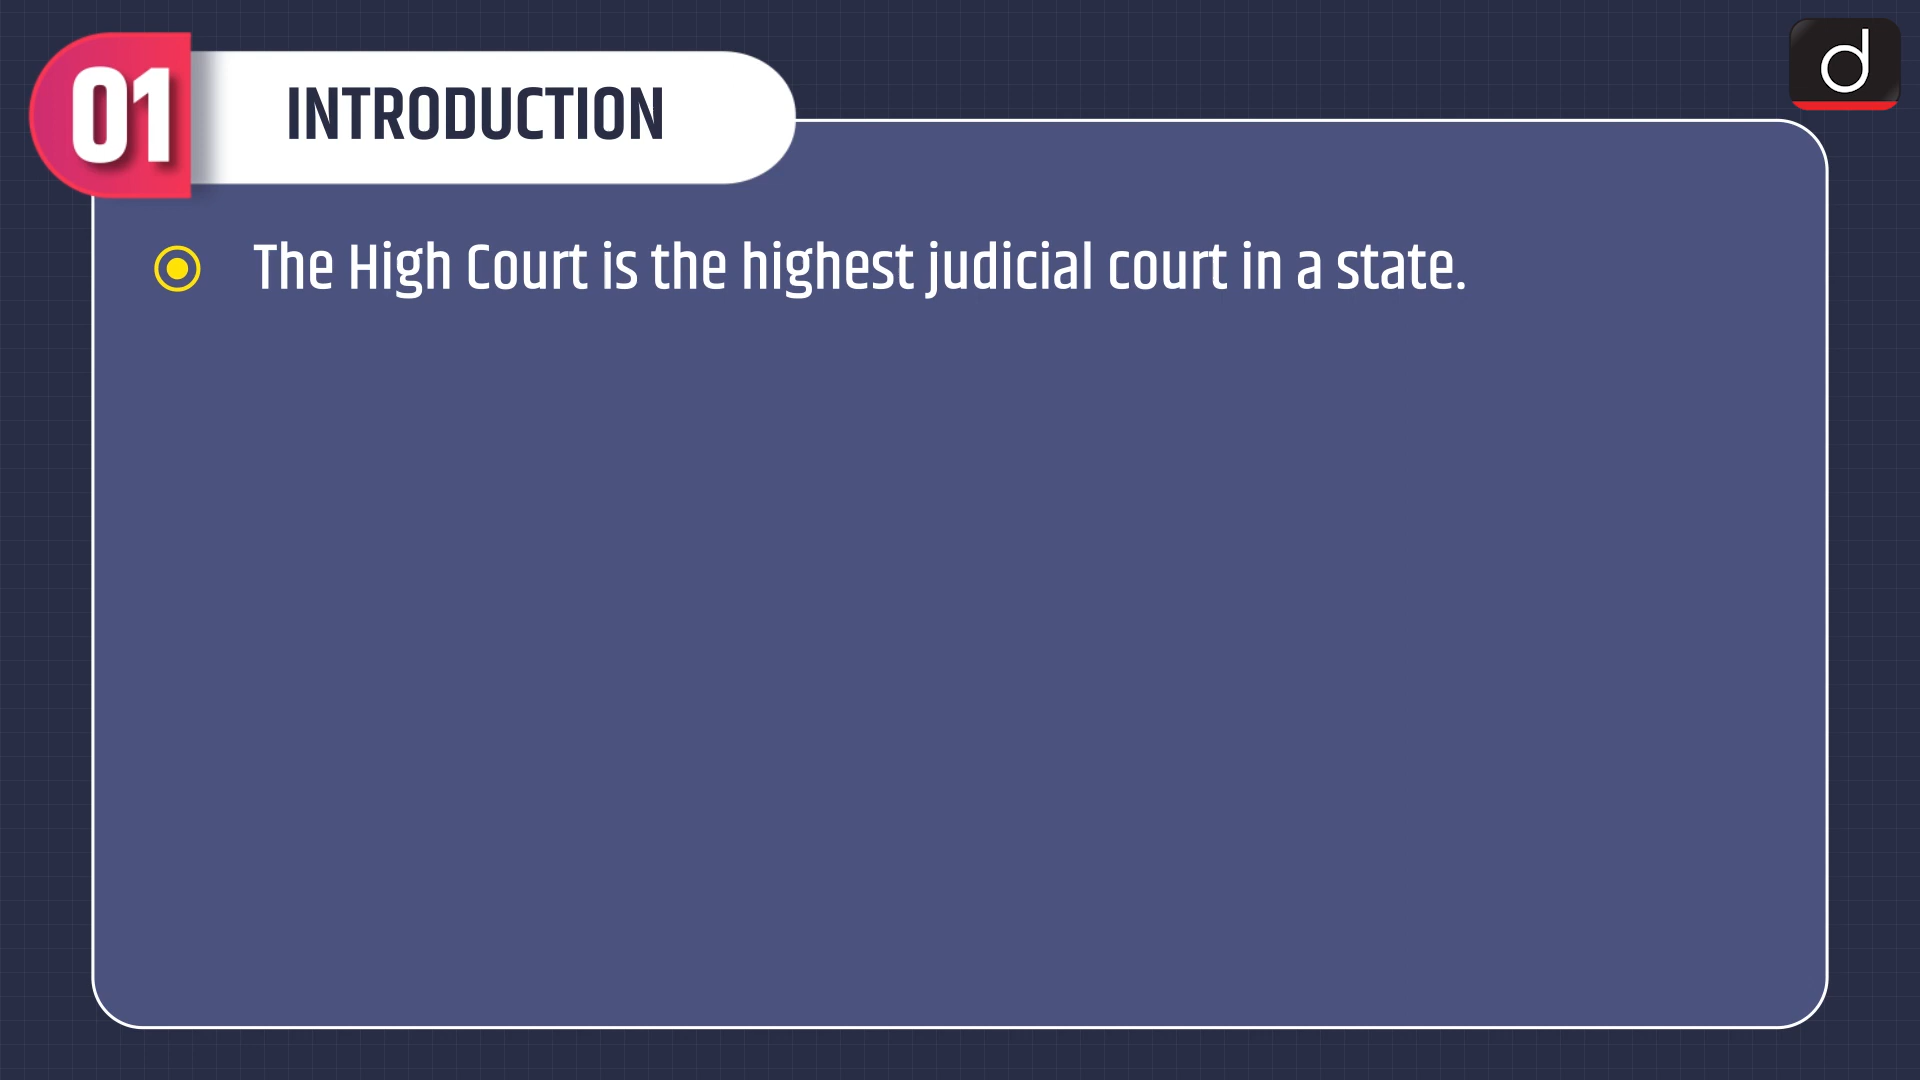 01
INTRODUCTION
d
The High Court is the highest judicial court in a state.